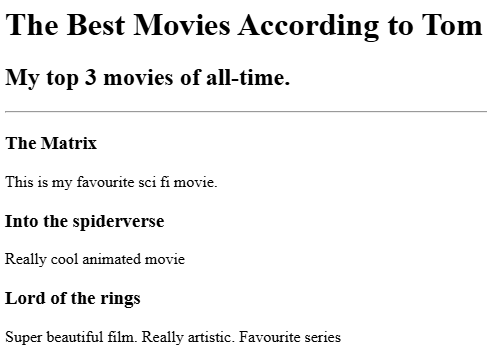 The Best Movies According to Tom
My top 3 movies of all-time.
The Matrix
This is my favourite sci fi movie.
Into the spiderverse
Really cool animated movie
Lord of the rings
Super beautiful film. Really artistic. Favourite series